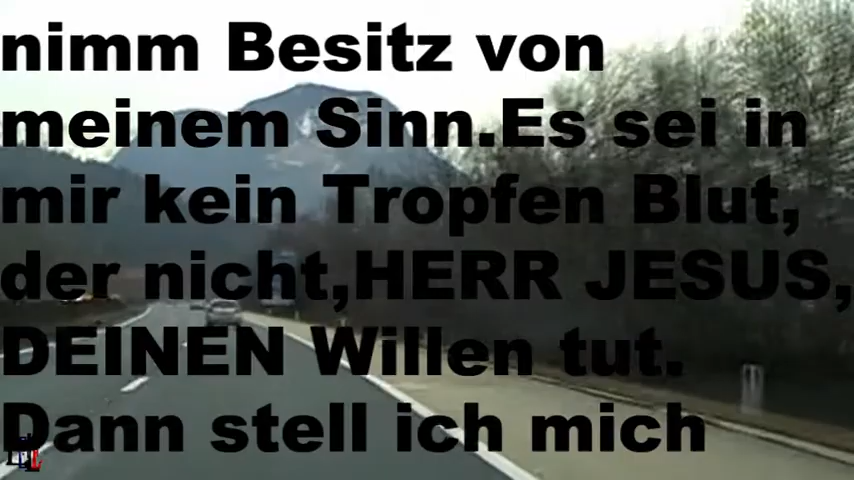 nimm Besitz von
meinem Sinn.Es sei in
mir kein Tropfen Blut,
der nicht,HERR JESUS,
DEINEN Willen tut.
Dann stell ich mich